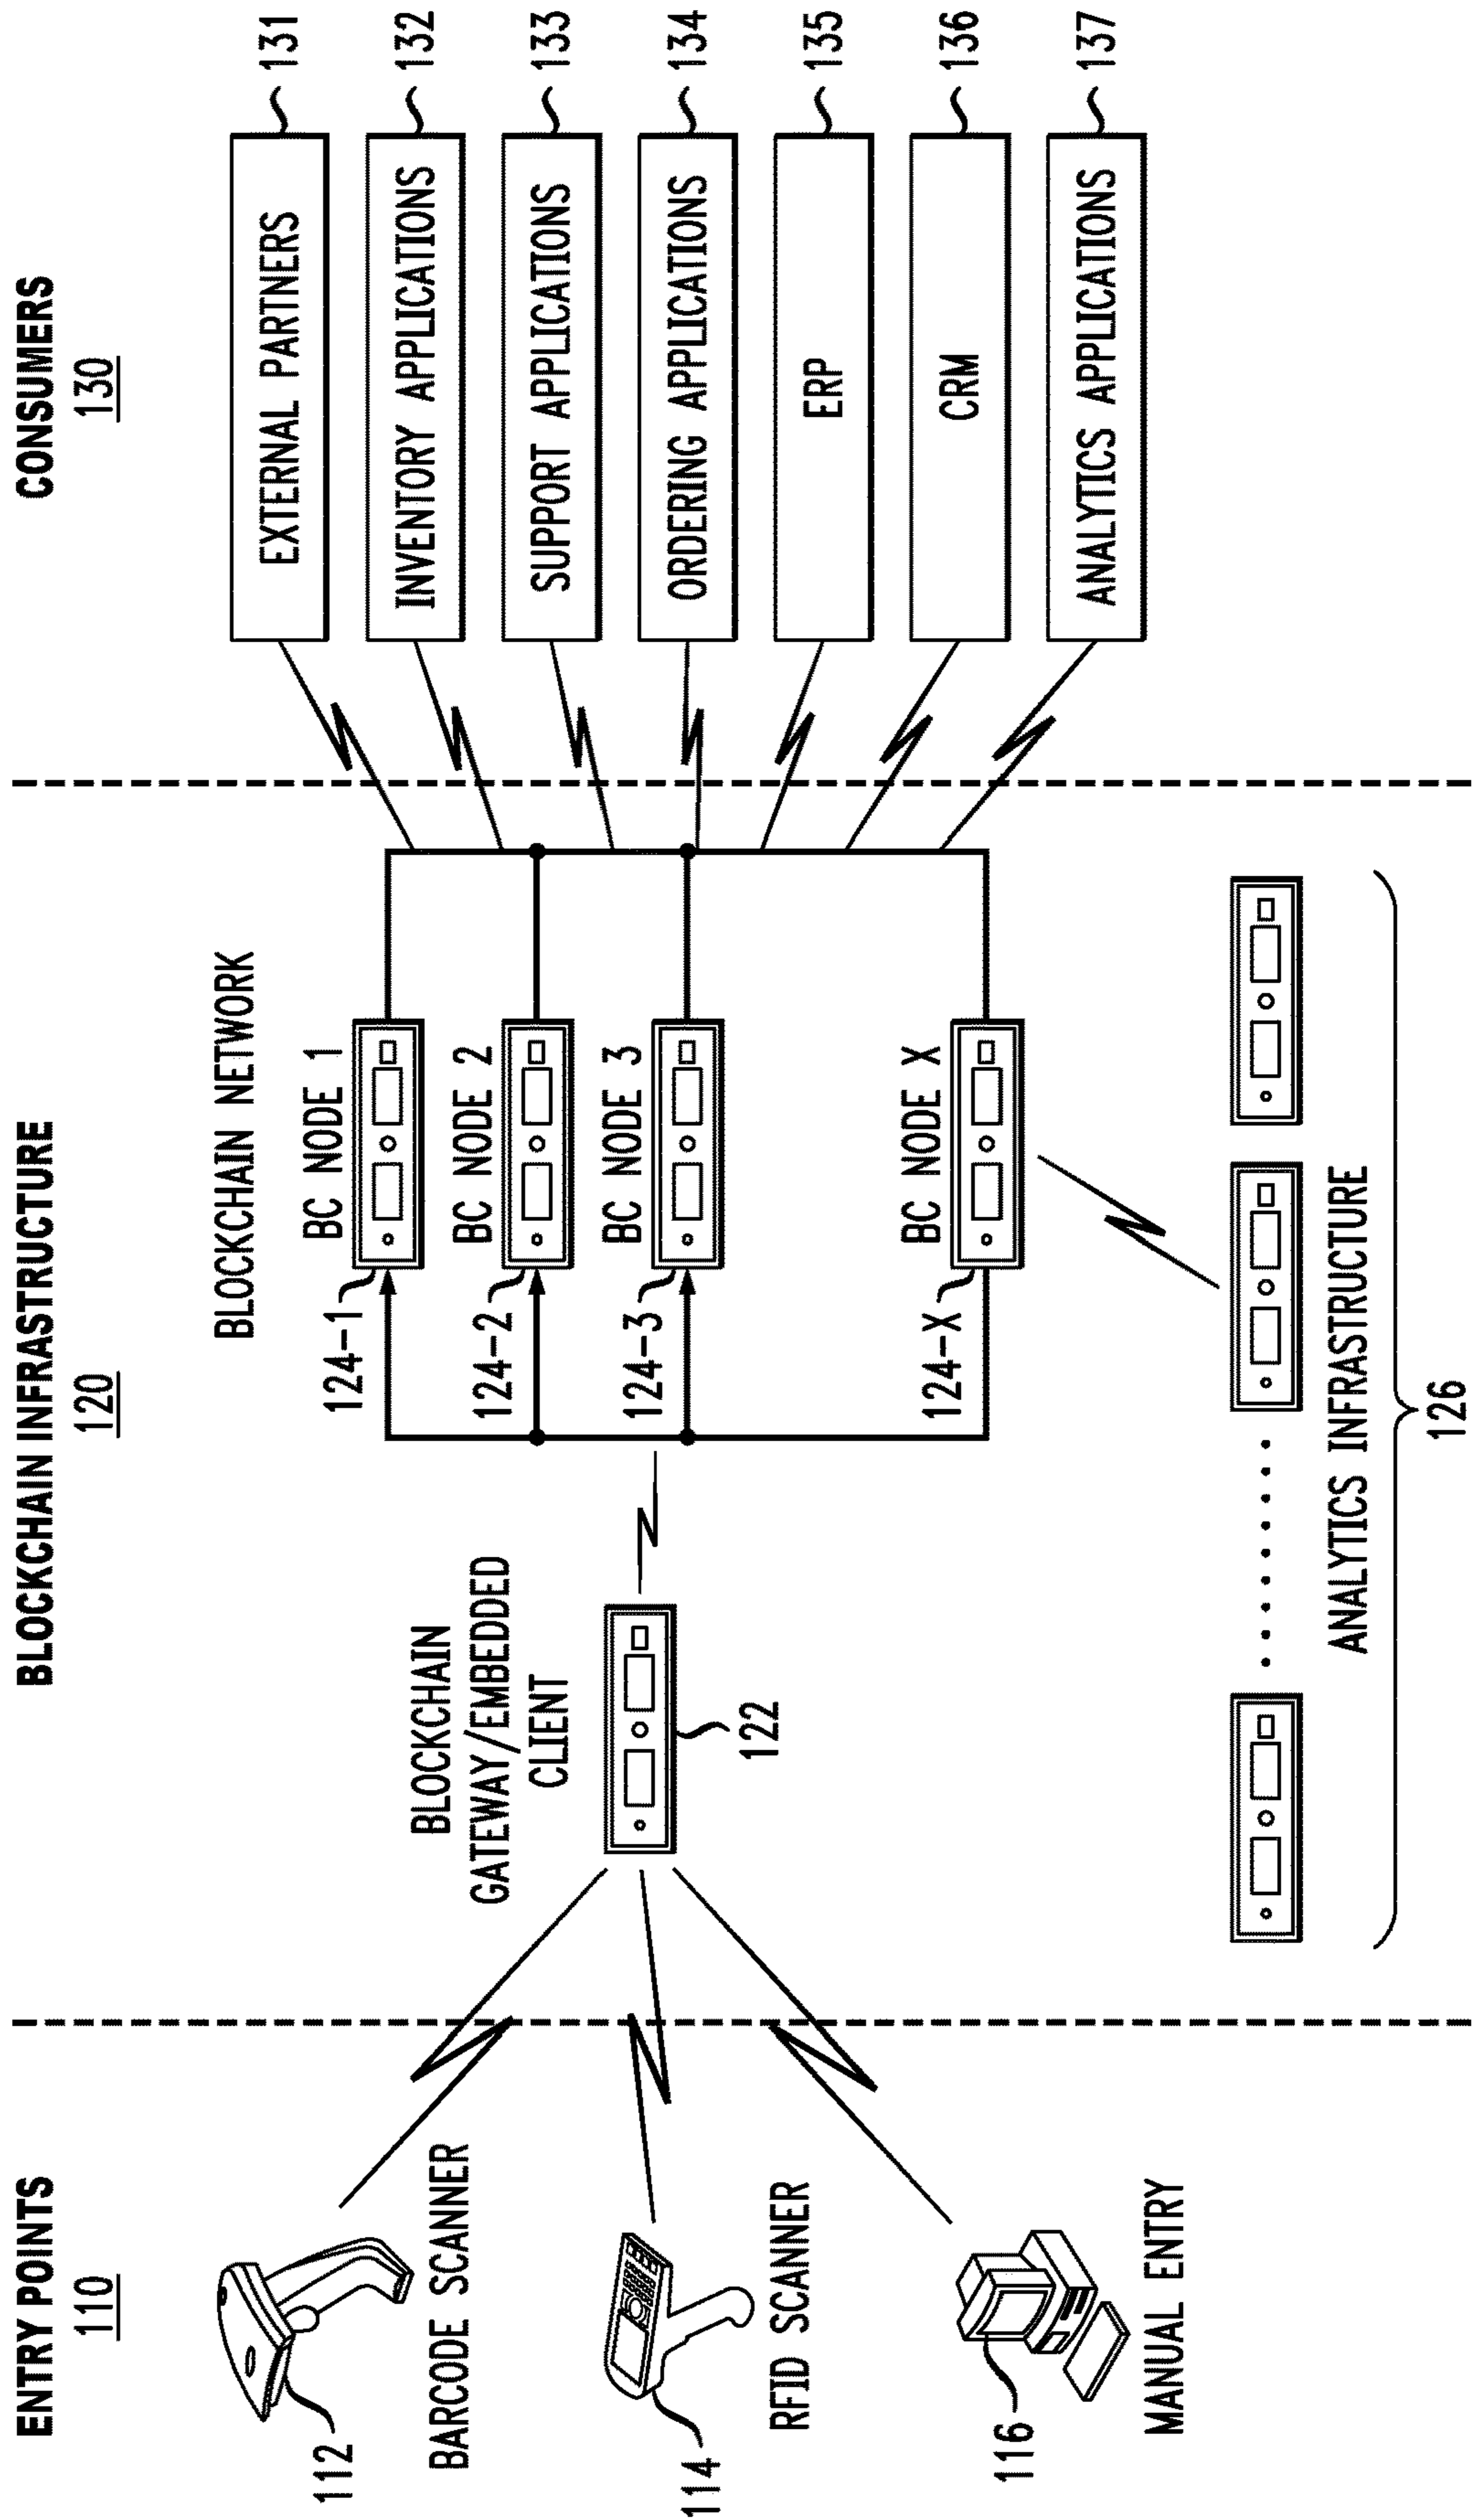 ENTRY POINTS
110
112
BARCODE SCANNER
114
RFID SCANNER
116
MANUAL ENTRY
BLOCKCHAIN INFRASTRUCTURE
120
BLOCKCHAIN
GATEWAY/EMBEDDED
CLIENT
122
BLOCKCHAIN NETWORK
BC NODE 1
124-1
BC NODE 2
124-2
BC NODE 3
124-3
BC NODE X
124-X
ANALYTICS INFRASTRUCTURE
126
CONSUMERS
130
EXTERNAL PARTNERS
131
INVENTORY APPLICATIONS
132
SUPPORT APPLICATIONS
133
ORDERING APPLICATIONS
134
ERP
135
CRM
136
ANALYTICS APPLICATIONS
137